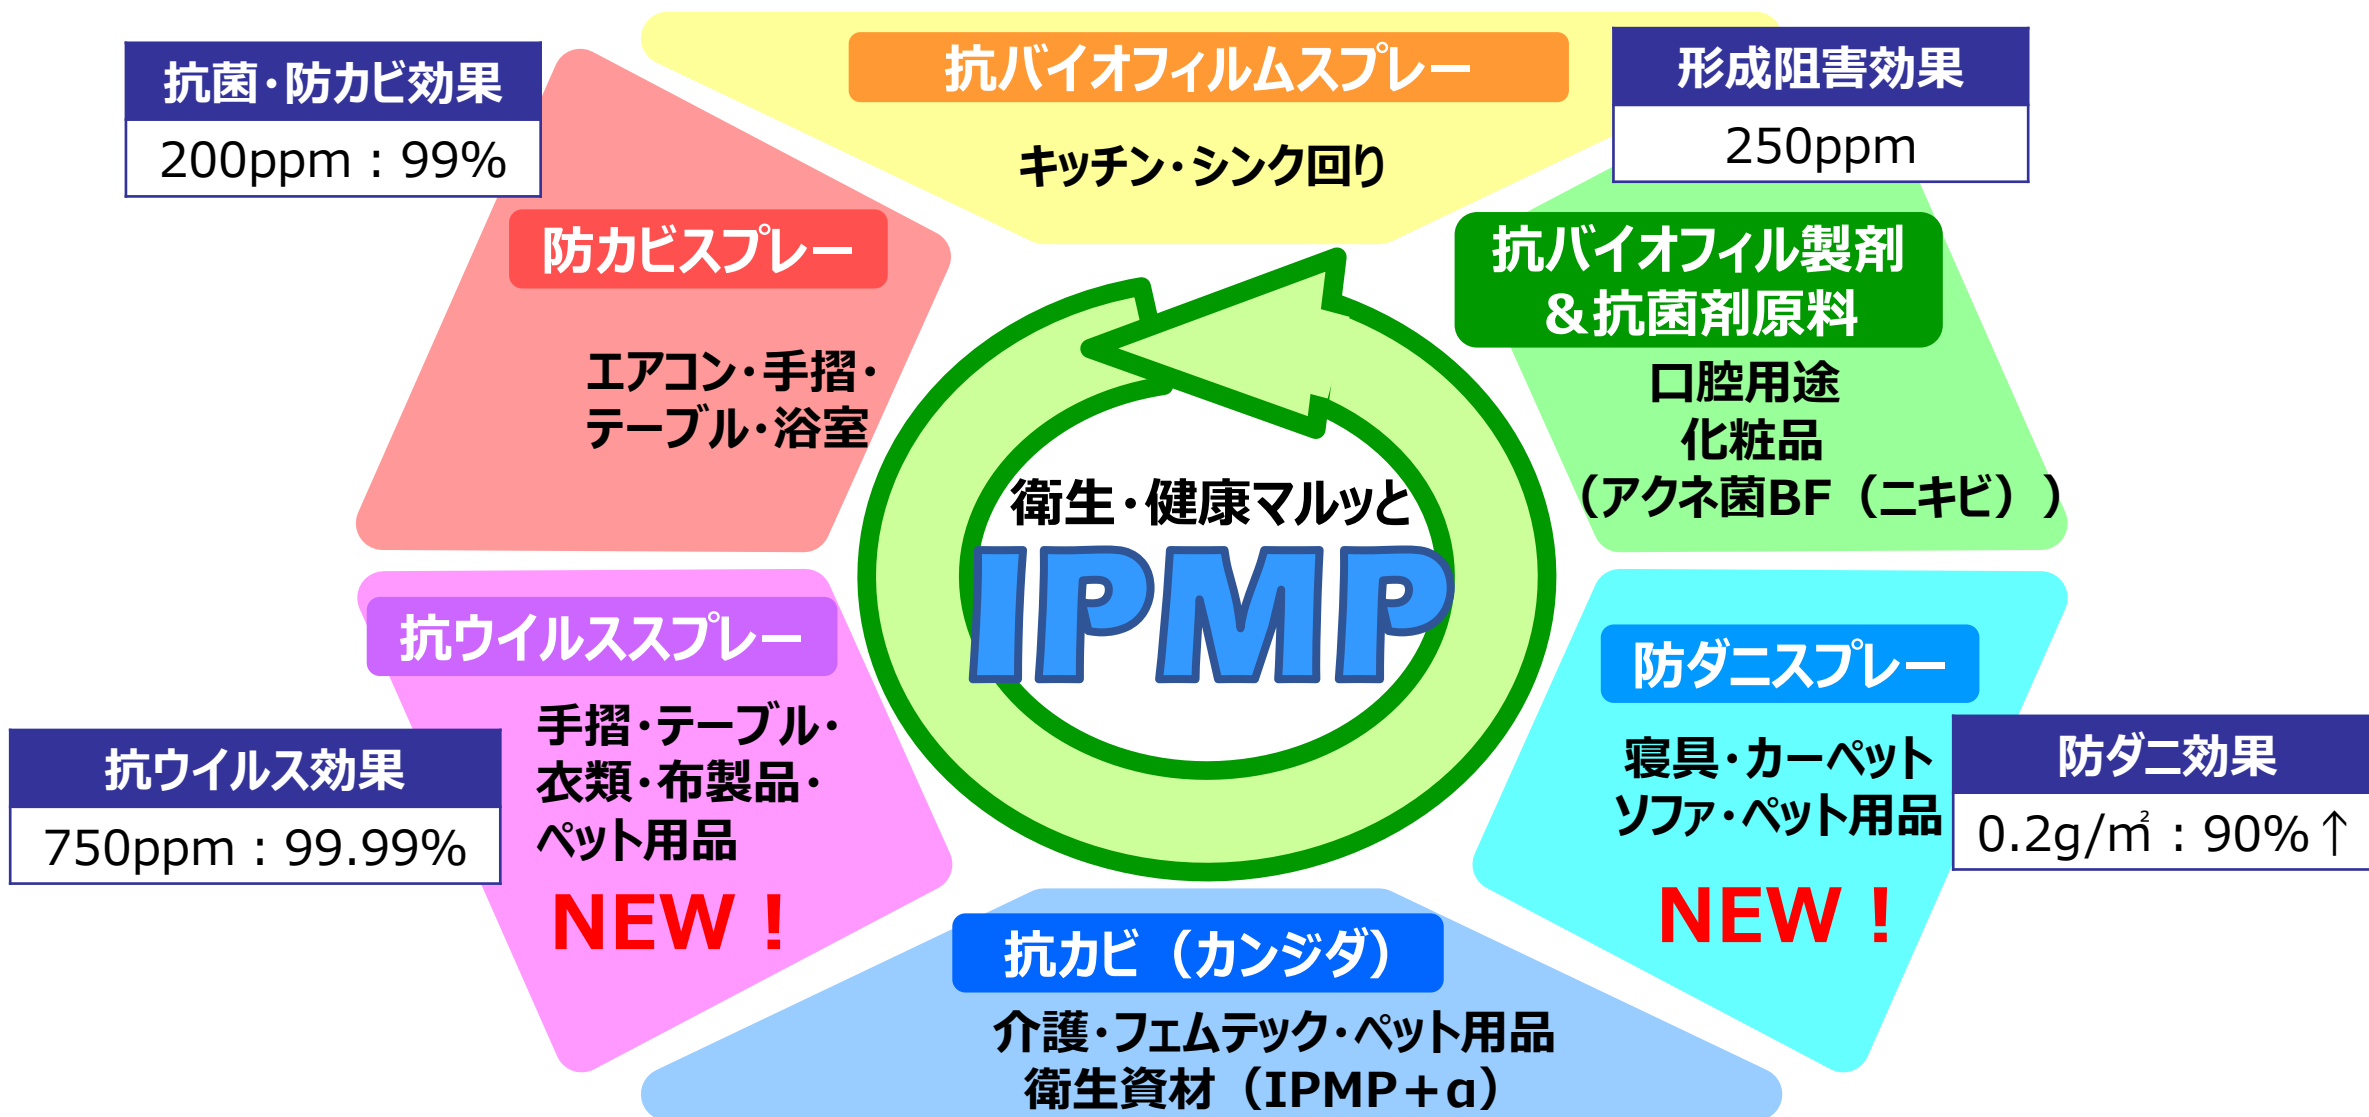 抗バイオフィルムスプレー
キッチン・シンク回り
形成阻害効果
250ppm
抗菌・防カビ効果
200ppm：99%
防カビスプレー
エアコン・手摺・
テーブル・浴室
抗バイオフィル製剤
＆抗菌剤原料
口腔用途
化粧品
（アクネ菌BF（ニキビ））
衛生・健康マルッと
IPMP
抗ウイルススプレー
手摺・テーブル・
衣類・布製品・
ペット用品
NEW！
抗ウイルス効果
750ppm：99.99%
防ダニスプレー
寝具・カーペット
ソファ・ペット用品
NEW！
防ダニ効果
0.2g/㎡：90%↑
抗カビ（カンジダ）
介護・フェムテック・ペット用品
衛生資材（IPMP＋α）